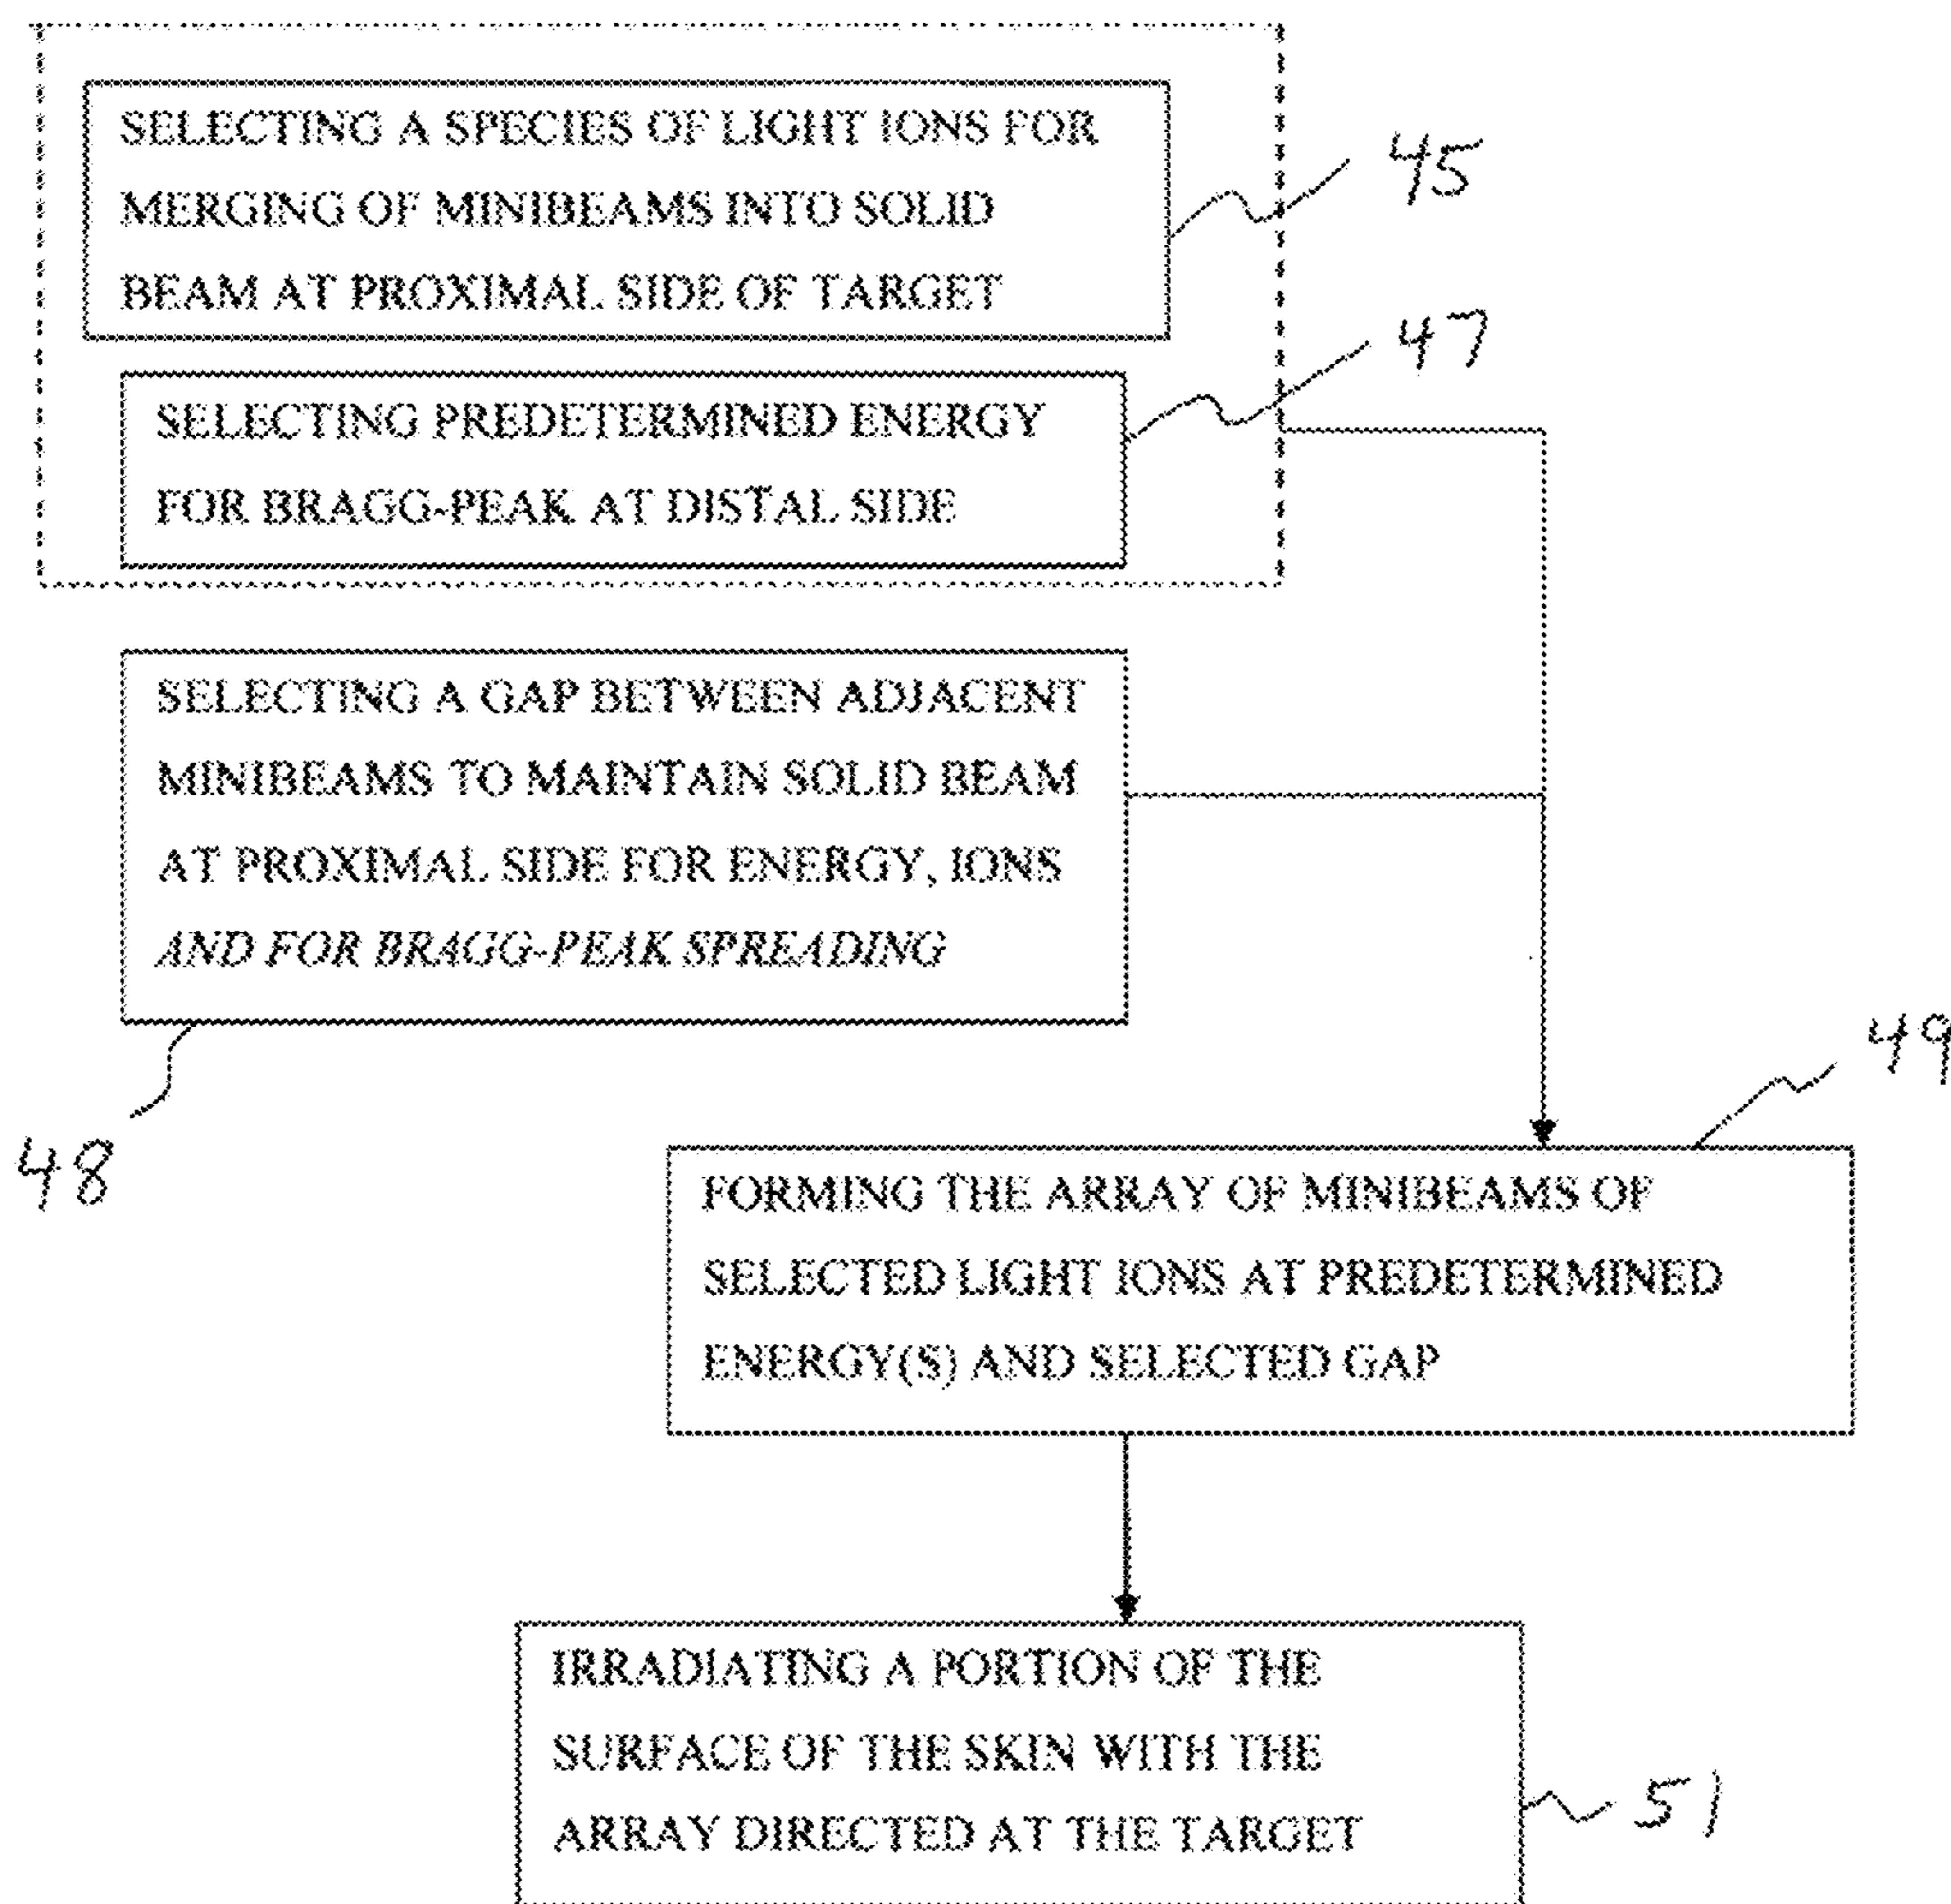 SELECTING A SPECIES OF LIGHT IONS FOR
MERGING OF MINIBEAMS INTO SOLID
BEAM AT PROXIMAL SIDE OF TARGET
45
SELECTING PREDETERMINED ENERGY
FOR BRAGG-PEAK AT DISTAL SIDE
47
SELECTING A GAP BETWEEN ADJACENT
MINIBEAMS TO MAINTAIN SOLID BEAM
AT PROXIMAL SIDE FOR ENERGY, IONS
AND FOR BRAGG-PEAK SPREADING
48
49
FORMING THE ARRAY OF MINIBEAMS OF
SELECTED LIGHT IONS AT PREDETERMINED
ENERGY(S) AND SELECTED GAP
IRRADIATING A PORTION OF THE
SURFACE OF THE SKIN WITH THE
ARRAY DIRECTED AT THE TARGET
51